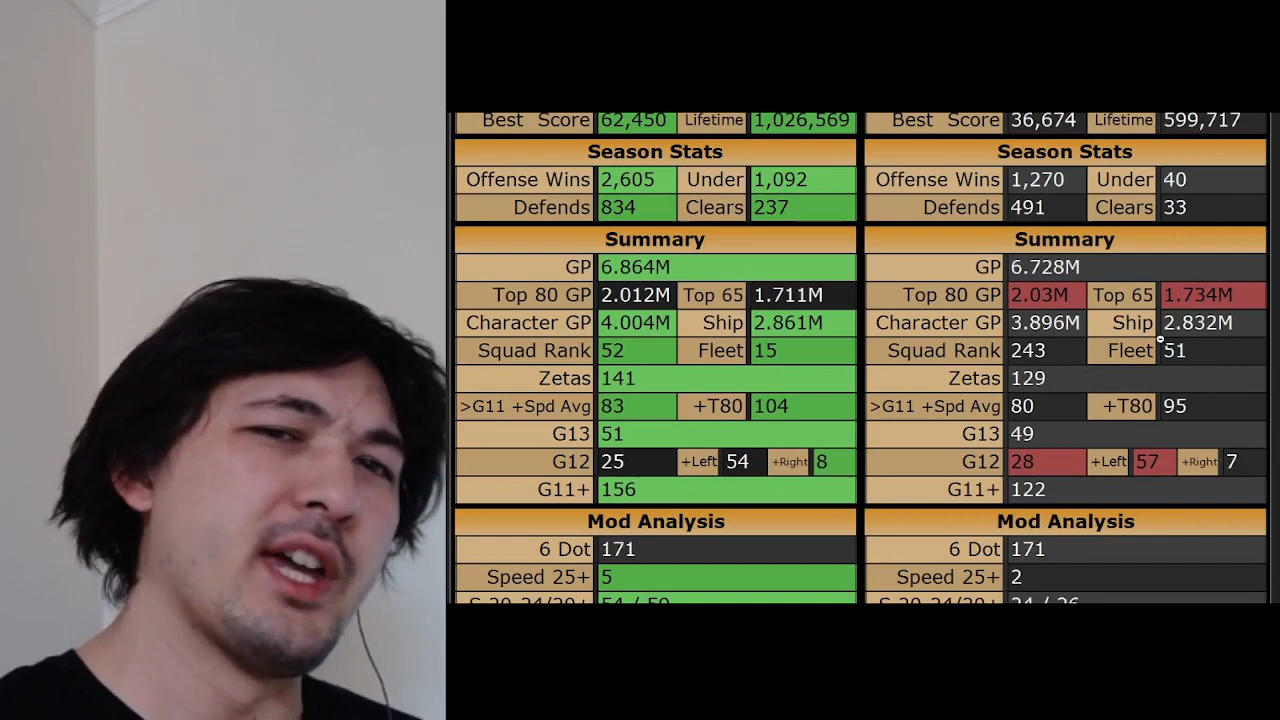 Best Score 62,450 Lifetime 1,026,569
Season Stats
Offense Wins 2,605 Under 1,092
Defends 834 Clears 237
Summary
GP 6.864M
Top 80 GP 2.012M Top 65 1.711M
Character GP 4.004M Ship 2.861M
Squad Rank 52 Fleet 15
Zetas 141
>G11 +Spd Avg 83 +T80 104
G13 51
G12 25 +Left 54 +Right 8
G11+ 156
Mod Analysis
6 Dot 171
Speed 25+ 5
Best Score 36,674 Lifetime 599,717
Season Stats
Offense Wins 1,270 Under 40
Defends 491 Clears 33
Summary
GP 6.728M
Top 80 GP 2.03M Top 65 1.734M
Character GP 3.896M Ship 2.832M
Squad Rank 243 Fleet 51
Zetas 129
>G11 +Spd Avg 80 +T80 95
G13 49
G12 28 +Left 57 +Right 7
G11+ 122
Mod Analysis
6 Dot 171
Speed 25+ 2